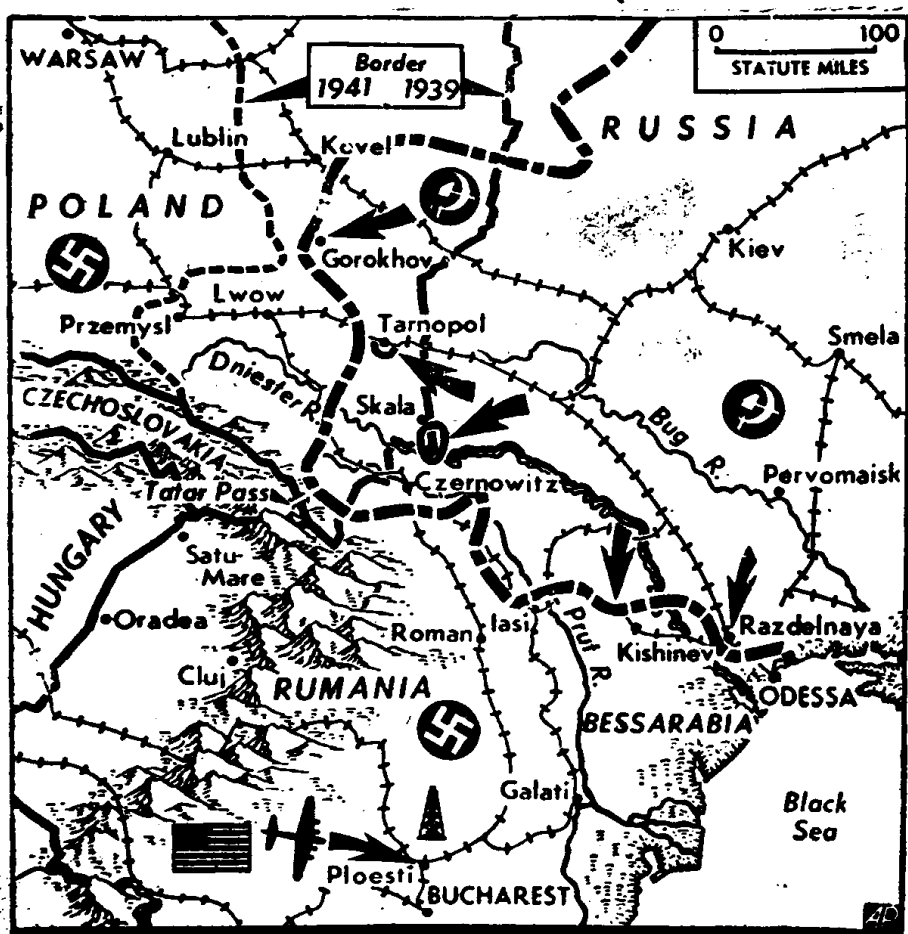 WARSAW
Border
1941 1939
0 100
STATUTE MILES
RUSSIA
Lublin
Kovel
POLAND
Kiev
Gorokhov
Lwow
Przemysl
Tarnopol
Smela
Dniester R.
Skala
Bug R.
CZECHOSLOVAKIA
Czernowitz
Pervomaisk
Tatar Pass
HUNGARY
Satu-
Mare
Oradea
Roman
Iasi
Prut R.
Razdelnaya
Kishinev
Cluj
RUMANIA
ODESSA
BESSARABIA
Galati
Black
Sea
Ploesti
BUCHAREST
AP